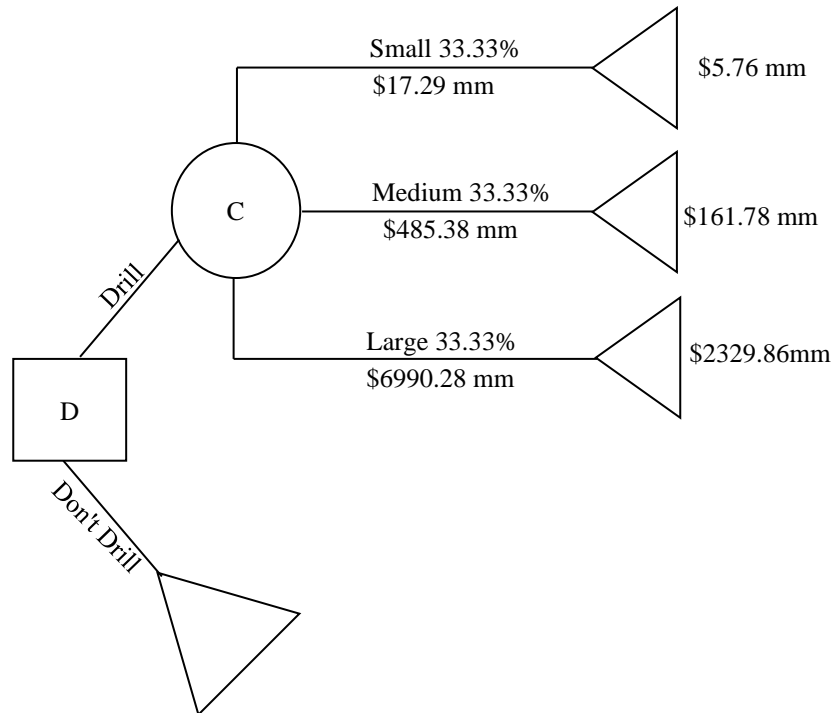 Small 33.33%
$17.29 mm
$5.76 mm
Medium 33.33%
$485.38 mm
$161.78 mm
C
Drill
Large 33.33%
$6990.28 mm
$2329.86mm
D
Don't Drill